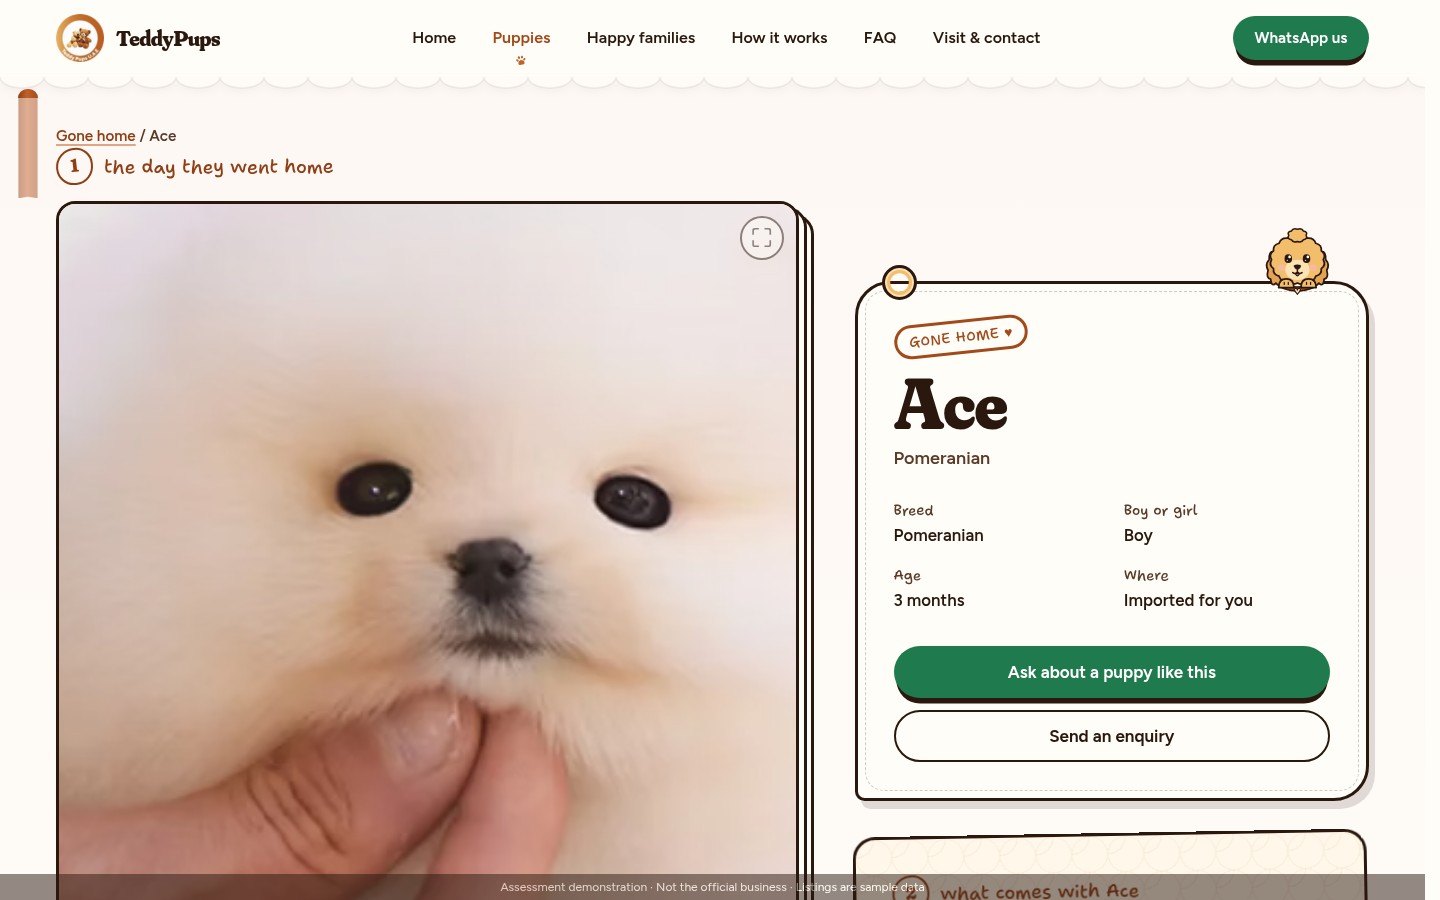 TeddyPups
Home
Puppies
Happy families
How it works
FAQ
Visit & contact
WhatsApp us
Gone home / Ace
1 the day they went home
GONE HOME ♥
Ace
Pomeranian
Breed
Boy or girl
Pomeranian
Boy
Age
Where
3 months
Imported for you
Ask about a puppy like this
Send an enquiry
2 what comes with Ace
Assessment demonstration · Not the official business · Listings are sample data